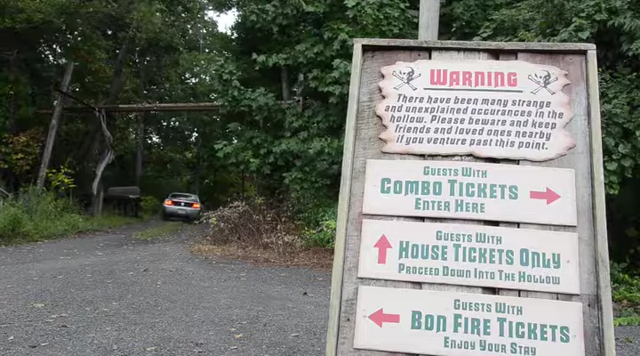 WARNING
There have been many strange
and unexplained occurances in the
hollow. Please beware and keep
friends and loved ones nearby
if you venture past this point.
GUESTS WITH
COMBO TICKETS
ENTER HERE
GUESTS WITH
HOUSE TICKETS ONLY
PROCEED DOWN INTO THE HOLLOW
GUESTS WITH
BON FIRE TICKETS
ENJOY YOUR STAY